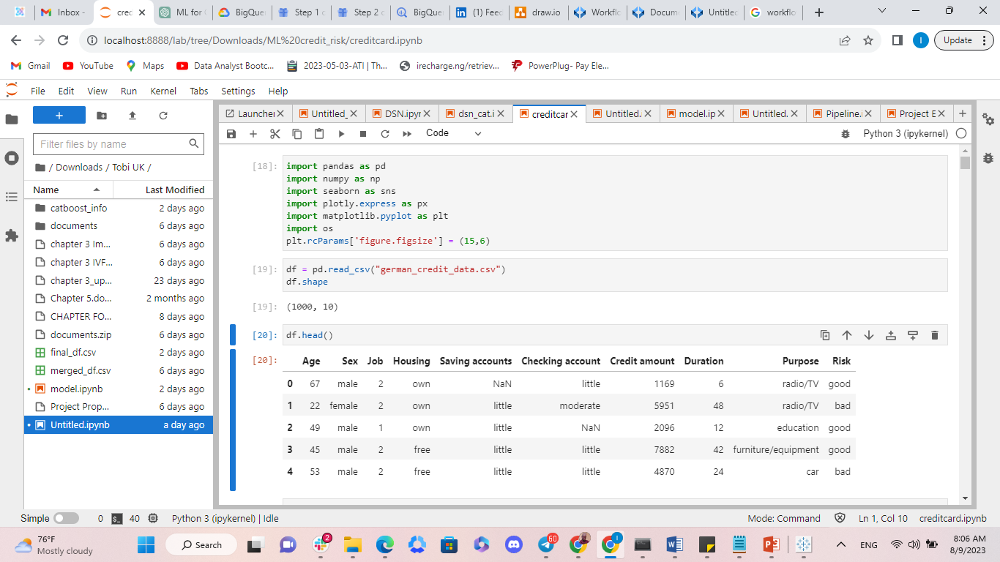 Inbox -
crec
ML for C
BigQue
Step 1 c
Step 2 c
BigQue
(1) Feed
draw.io
Workflo
Docum
Untitled
workflo
localhost:8888/lab/tree/Downloads/ML%20credit_risk/creditcard.ipynb
I
Update
Gmail
YouTube
Maps
Data Analyst Bootc...
2023-05-03-ATI | Th...
irecharge.ng/retriev...
PowerPlug- Pay Ele...
File Edit View Run Kernel Tabs Settings Help
Launcher
Untitled_
DSN.ipyn
dsn_cat.i
creditcar
Untitled.
model.ip
Untitled.
Pipeline.i
Project E
Code
Python 3 (ipykernel)
Filter files by name
/ Downloads / Tobi UK /
Name Last Modified
catboost_info 2 days ago
documents 6 days ago
chapter 3 Im... 6 days ago
chapter 3 IVF... 6 days ago
chapter 3_up... 23 days ago
Chapter 5.do... 2 months ago
CHAPTER FO... 8 days ago
documents.zip 6 days ago
final_df.csv 2 days ago
merged_df.csv 6 days ago
model.ipynb 2 days ago
Project Prop... 6 days ago
Untitled.ipynb a day ago
[18]: import pandas as pd
import numpy as np
import seaborn as sns
import plotly.express as px
import matplotlib.pyplot as plt
import os
plt.rcParams['figure.figsize'] = (15,6)
[19]: df = pd.read_csv("german_credit_data.csv")
df.shape
[19]: (1000, 10)
[20]: df.head()
[20]: Age Sex Job Housing Saving accounts Checking account Credit amount Duration Purpose Risk
0 67 male 2 own NaN little 1169 6 radio/TV good
1 22 female 2 own little moderate 5951 48 radio/TV bad
2 49 male 1 own little NaN 2096 12 education good
3 45 male 2 free little little 7882 42 furniture/equipment good
4 53 male 2 free little little 4870 24 car bad
Simple 0 40 Python 3 (ipykernel) | Idle
Mode: Command Ln 1, Col 10 creditcard.ipynb
76°F
Mostly cloudy
Search
2
60
ENG
8:06 AM
8/9/2023